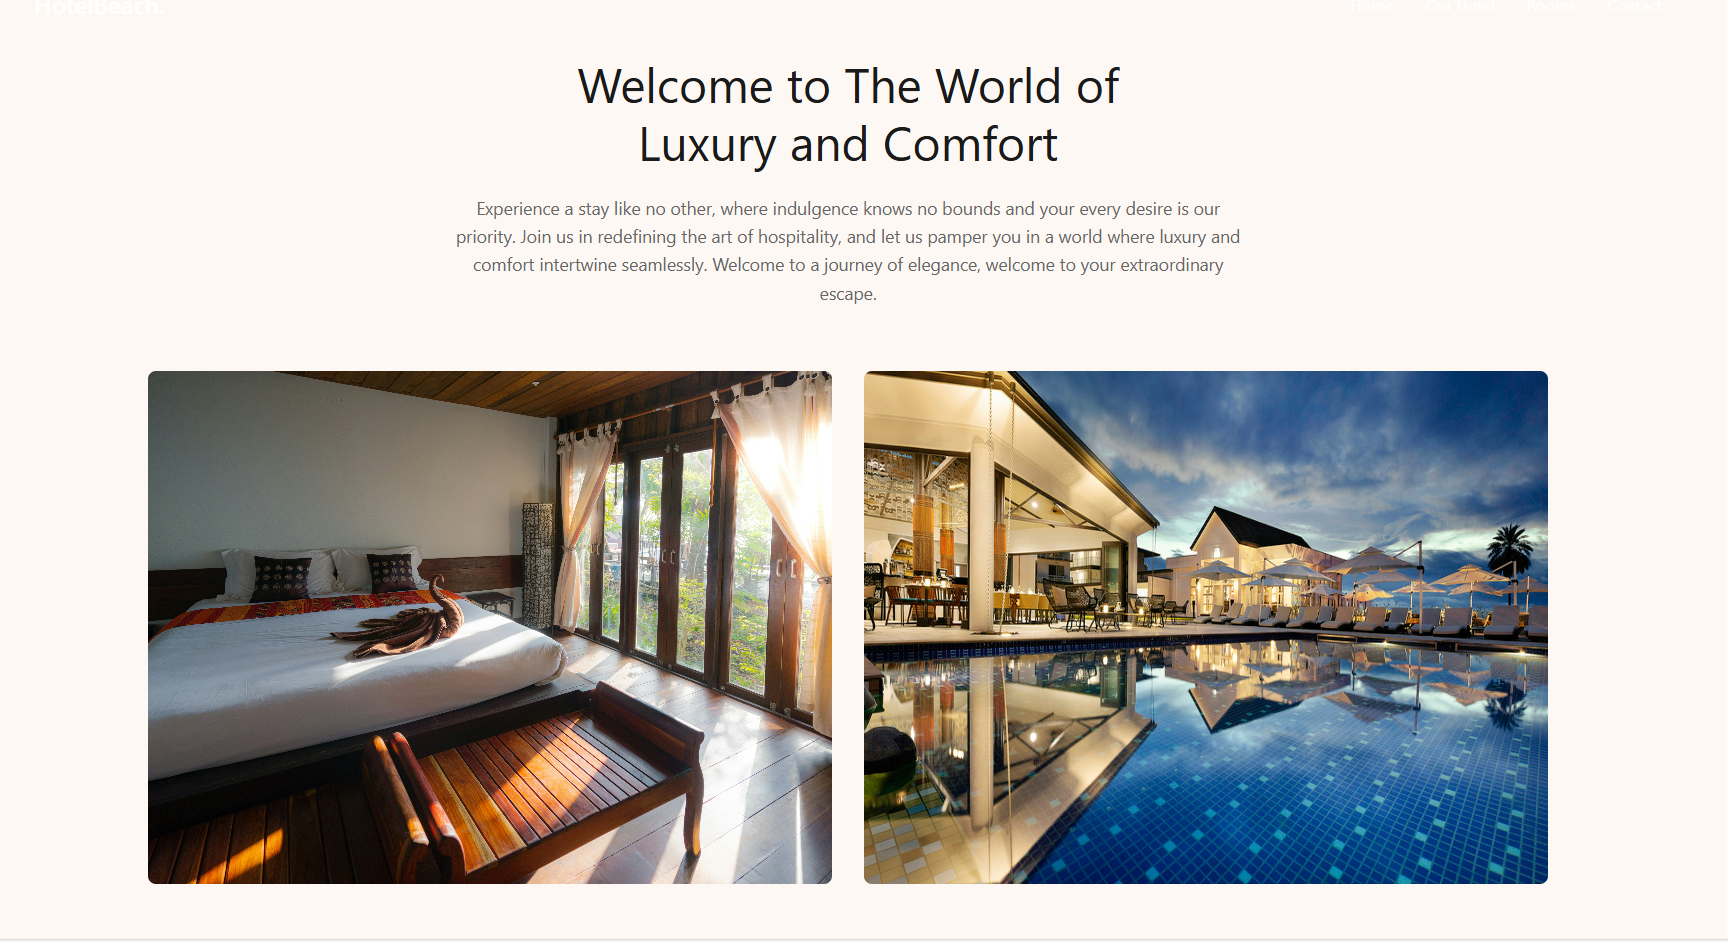 HotelBeach.
Home Our Hotel Rooms Contact
Welcome to The World of
Luxury and Comfort
Experience a stay like no other, where indulgence knows no bounds and your every desire is our
priority. Join us in redefining the art of hospitality, and let us pamper you in a world where luxury and
comfort intertwine seamlessly. Welcome to a journey of elegance, welcome to your extraordinary
escape.